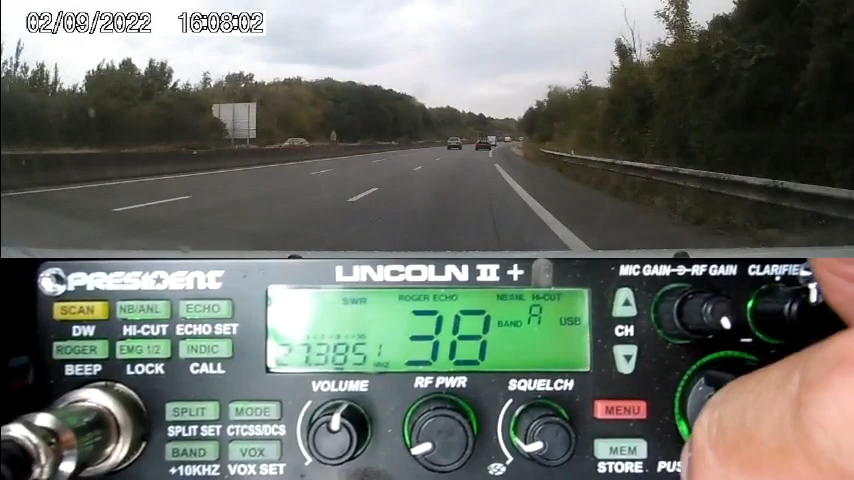 02/09/2022 16:08:02
PRESIDENT
LINCOLN II +
MIC GAIN RF GAIN
SCAN NB/ANL ECHO
DW HI-CUT ECHO SET
ROGER EMG 1/2 INDIC
BEEP LOCK CALL
SWR
ROGER ECHO
NB/ANL HI-CUT
38
BAND A USB
27.3851 MHZ
CH
VOLUME
RF PWR
SQUELCH
SPLIT MODE
SPLIT SET CTCSS/DCS
BAND VOX
+10KHZ VOX SET
MENU
MEM
STORE